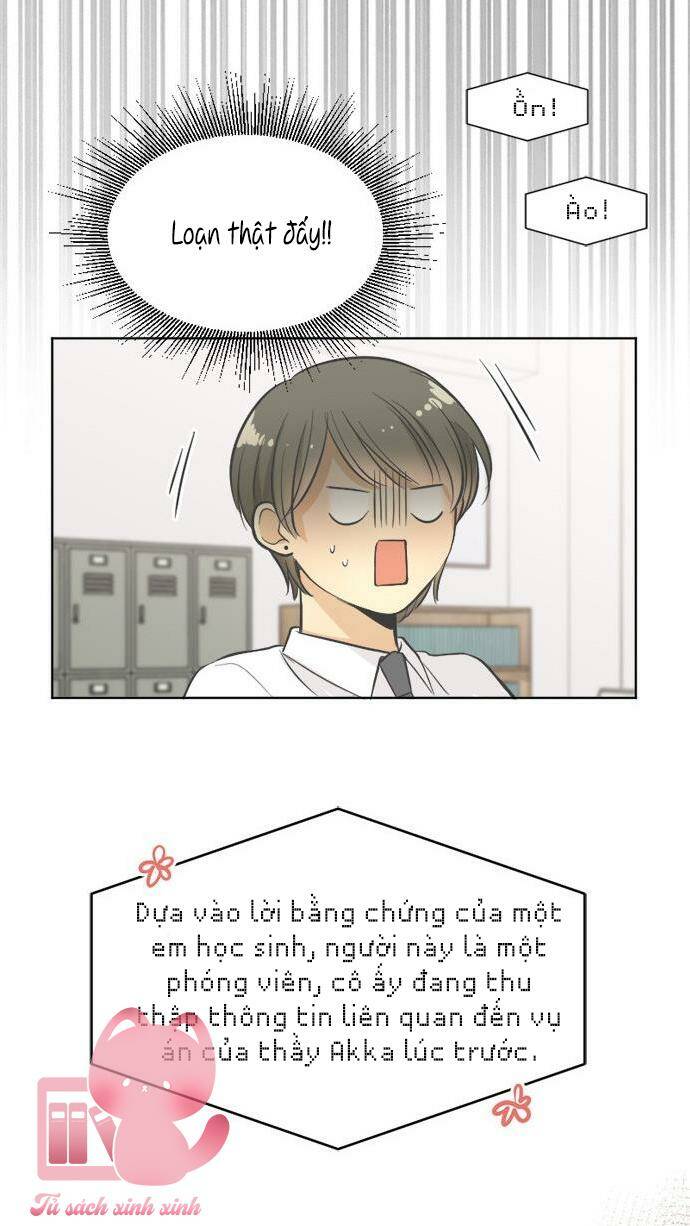 Ồn!
Ào!
Loạn thật đấy!!
Dựa vào lời bằng chứng của một
em học sinh, người này là một
phóng viên, cô ấy đang thu
thập thông tin liên quan đến vụ
án của thầy Akka lúc trước.
Tủ sách xinh xinh